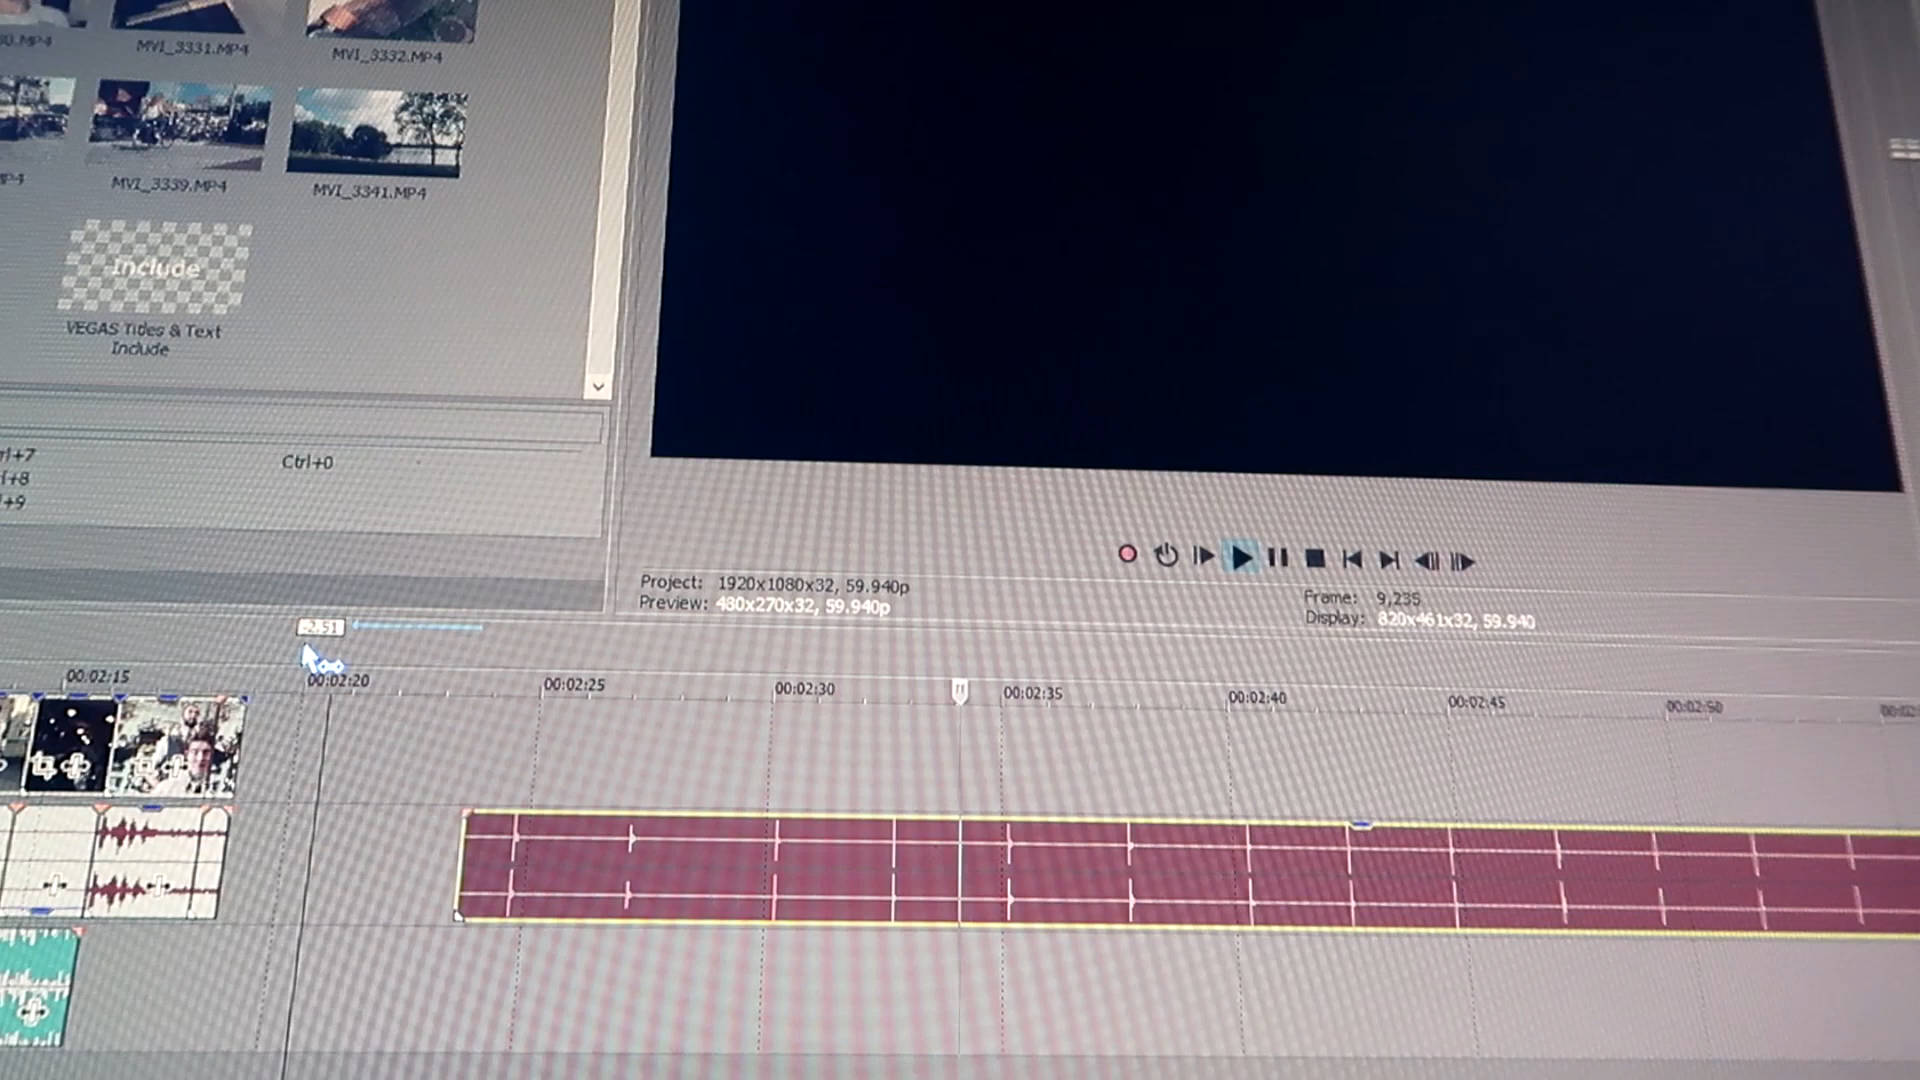 MVI_3331.MP4
MVI_3332.MP4
MVI_3339.MP4
MVI_3341.MP4
Include
VEGAS Titles & Text
Include
Ctrl+0
Project: 1920x1080x32, 59.940p
Preview: 480x270x32, 59.940p
Frame: 9,235
Display: 820x461x32, 59.940
-2.51
00:02:15
00:02:20
00:02:25
00:02:30
00:02:35
00:02:40
00:02:45
00:02:50